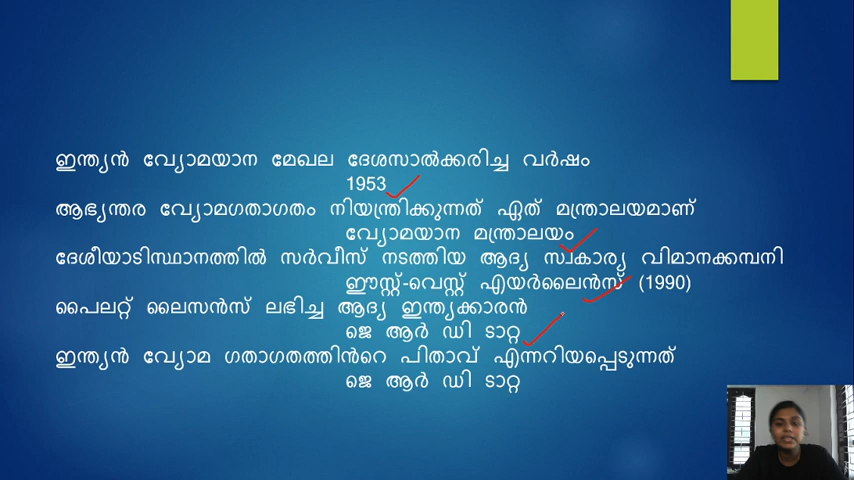 ഇന്ത്യൻ വ്യോമയാന മേഖല ദേശസാൽക്കരിച്ച വർഷം
1953
ആഭ്യന്തര വ്യോമഗതാഗതം നിയന്ത്രിക്കുന്നത് ഏത് മന്ത്രാലയമാണ്
വ്യോമയാന മന്ത്രാലയം
ദേശീയാടിസ്ഥാനത്തിൽ സർവീസ് നടത്തിയ ആദ്യ സ്വകാര്യ വിമാനക്കമ്പനി
ഈസ്റ്റ്-വെസ്റ്റ് എയർലൈൻസ് (1990)
പൈലറ്റ് ലൈസൻസ് ലഭിച്ച ആദ്യ ഇന്ത്യക്കാരൻ
ജെ ആർ ഡി ടാറ്റ
ഇന്ത്യൻ വ്യോമ ഗതാഗതത്തിൻറെ പിതാവ് എന്നറിയപ്പെടുന്നത്
ജെ ആർ ഡി ടാറ്റ